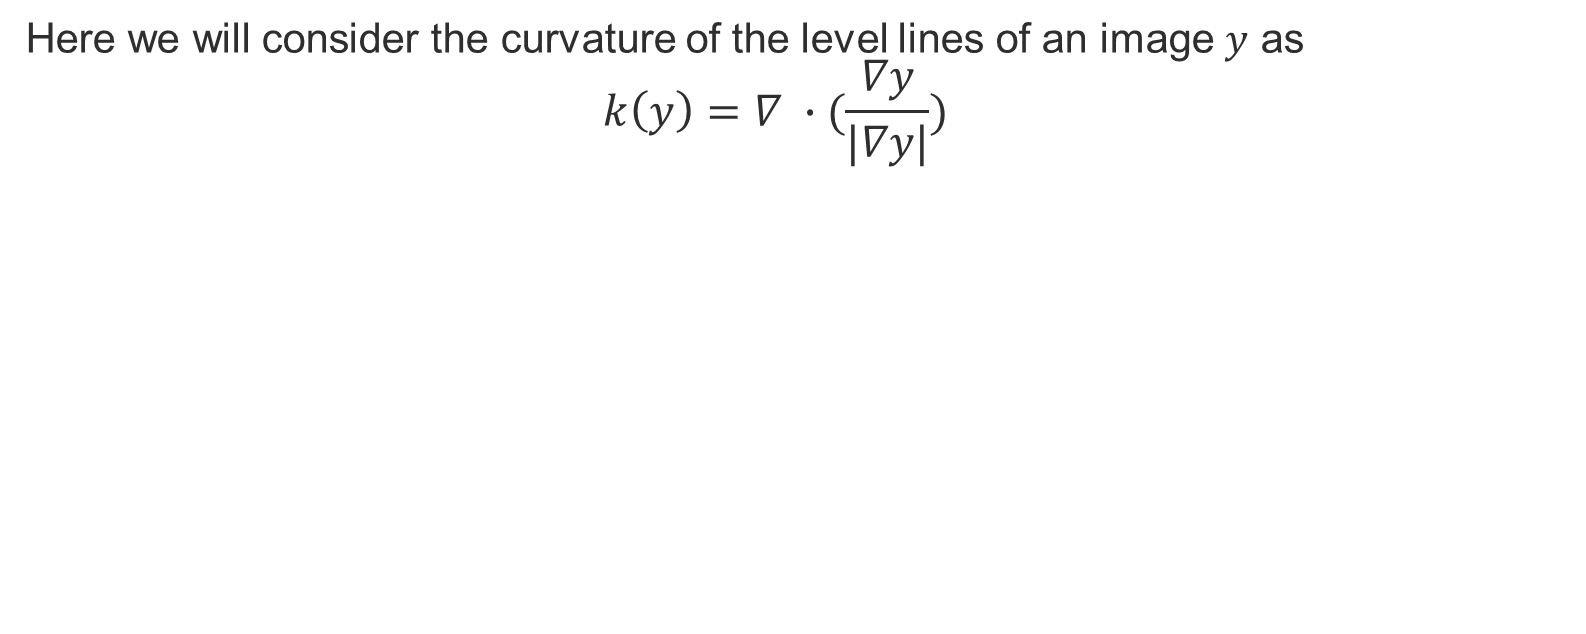 Here we will consider the curvature of the level lines of an image y as
k(y) = ∇ · (∇y / |∇y|)